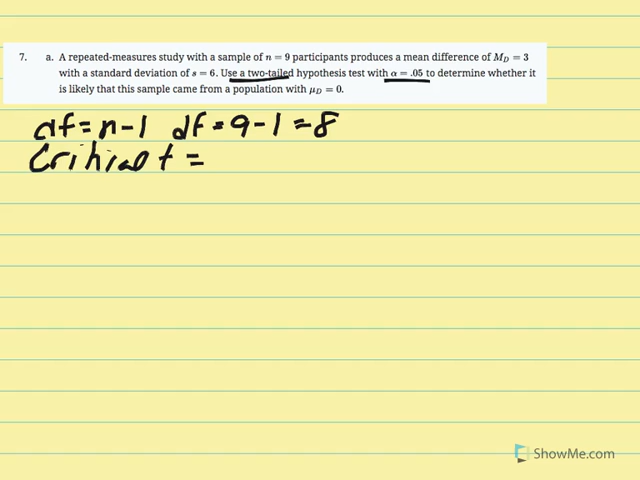 7. a. A repeated-measures study with a sample of n = 9 participants produces a mean difference of M_D = 3
with a standard deviation of s = 6. Use a two-tailed hypothesis test with α = .05 to determine whether it
is likely that this sample came from a population with μ_D = 0.
df = n - 1 df = 9 - 1 = 8
Critical t =
ShowMe.com